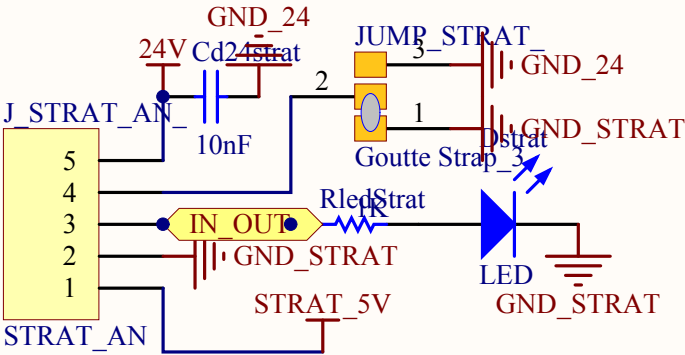 GND_24
24V
Cd24strat
JUMP_STRAT_
3
GND_24
2
J_STRAT_AN_
1
GND_STRAT
10nF
Goutte Strap_3
Dstrat
5
4
RledStrat
1K
3
IN_OUT
2
GND_STRAT
LED
1
STRAT_5V
GND_STRAT
STRAT_AN